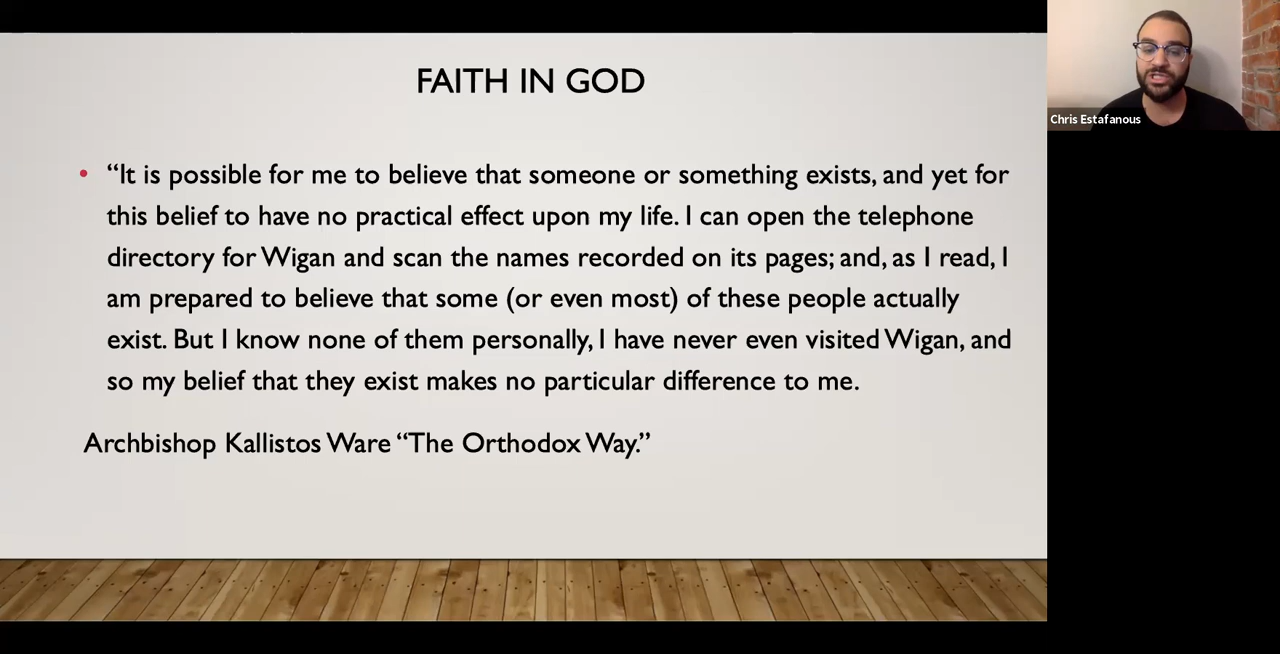 FAITH IN GOD
• “It is possible for me to believe that someone or something exists, and yet for
this belief to have no practical effect upon my life. I can open the telephone
directory for Wigan and scan the names recorded on its pages; and, as I read, I
am prepared to believe that some (or even most) of these people actually
exist. But I know none of them personally, I have never even visited Wigan, and
so my belief that they exist makes no particular difference to me.
Archbishop Kallistos Ware “The Orthodox Way.”
Chris Estafanous